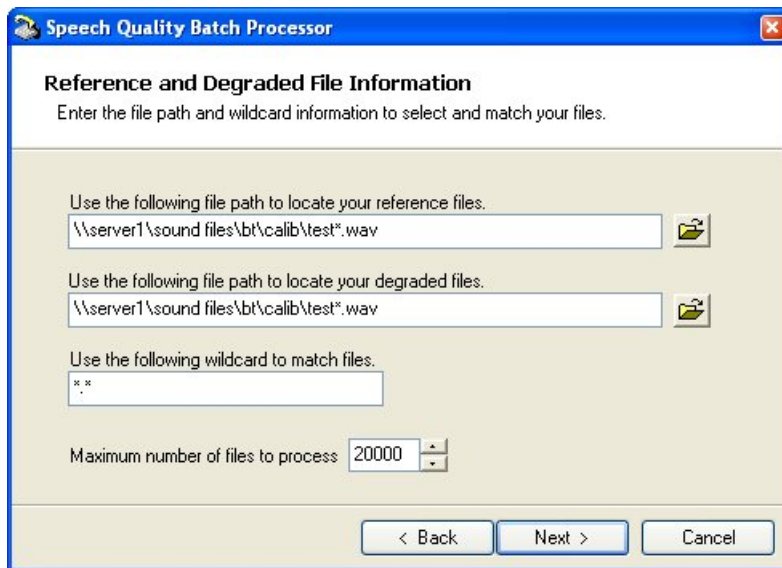 Speech Quality Batch Processor
Reference and Degraded File Information
Enter the file path and wildcard information to select and match your files.
Use the following file path to locate your reference files.
\\server1\sound files\bt\calib\test*.wav
Use the following file path to locate your degraded files.
\\server1\sound files\bt\calib\test*.wav
Use the following wildcard to match files.
*.*
Maximum number of files to process 20000
< Back Next > Cancel